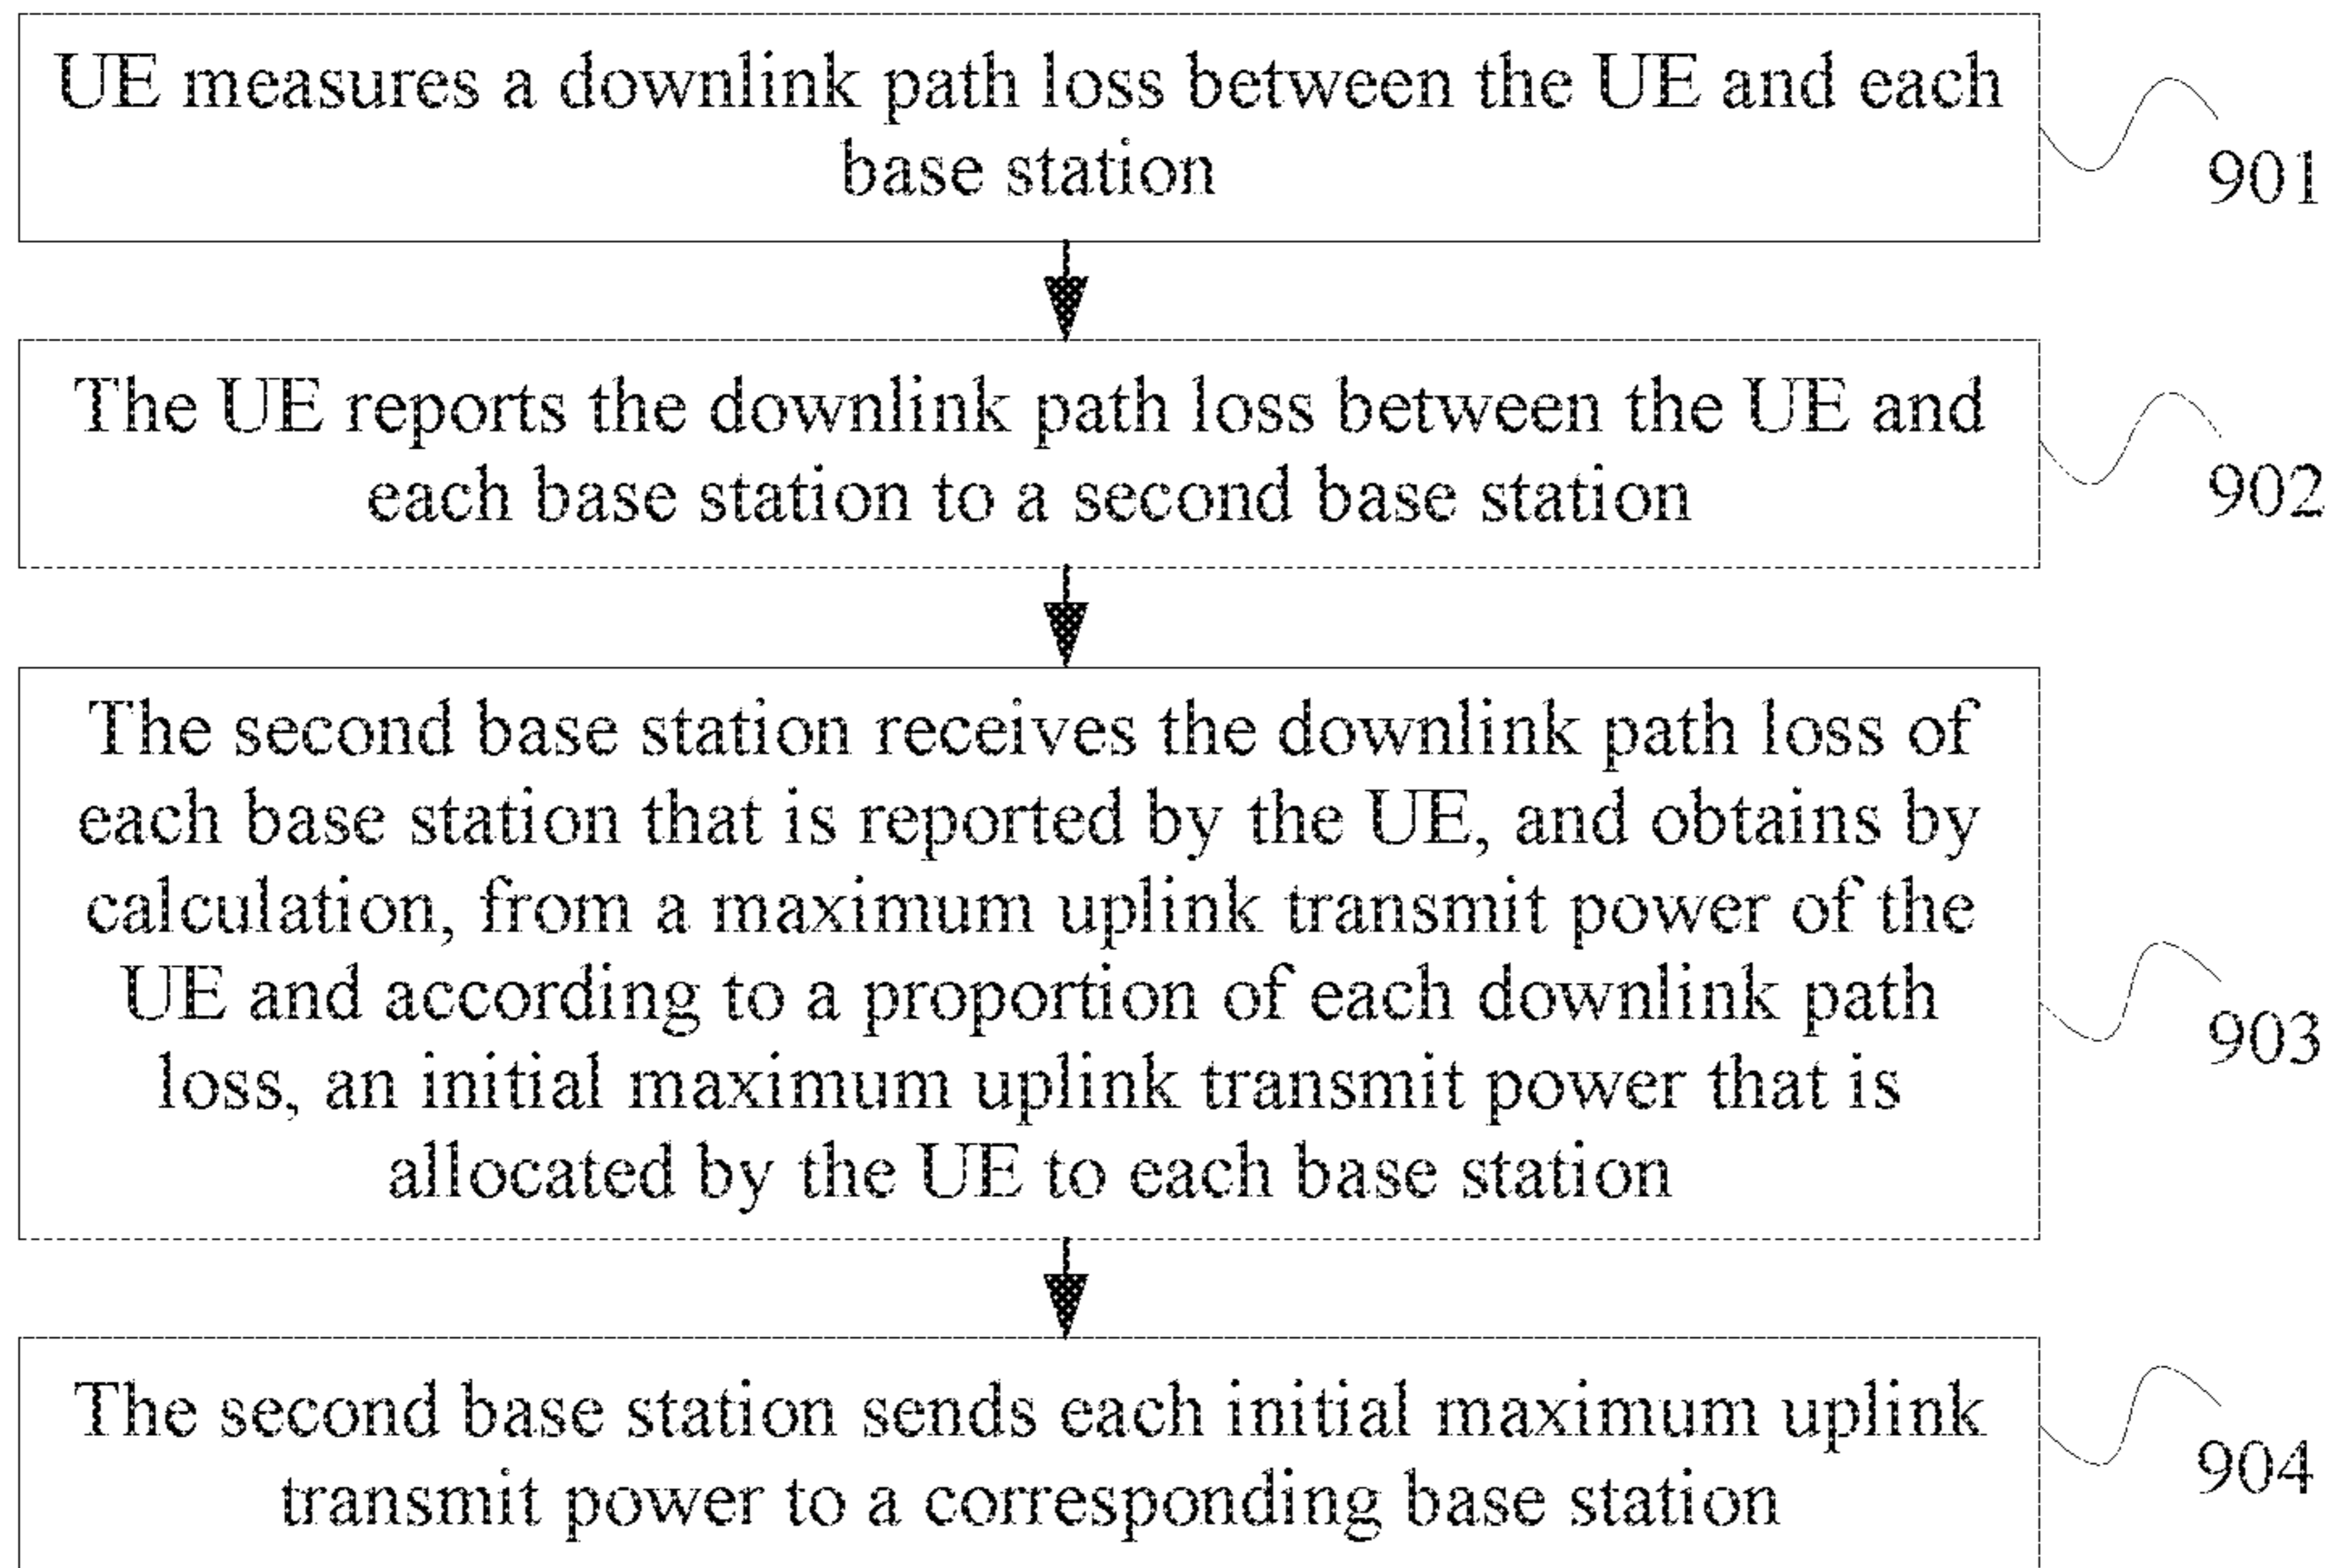 UE measures a downlink path loss between the UE and each
base station
901
The UE reports the downlink path loss between the UE and
each base station to a second base station
902
The second base station receives the downlink path loss of
each base station that is reported by the UE, and obtains by
calculation, from a maximum uplink transmit power of the
UE and according to a proportion of each downlink path
loss, an initial maximum uplink transmit power that is
allocated by the UE to each base station
903
The second base station sends each initial maximum uplink
transmit power to a corresponding base station
904